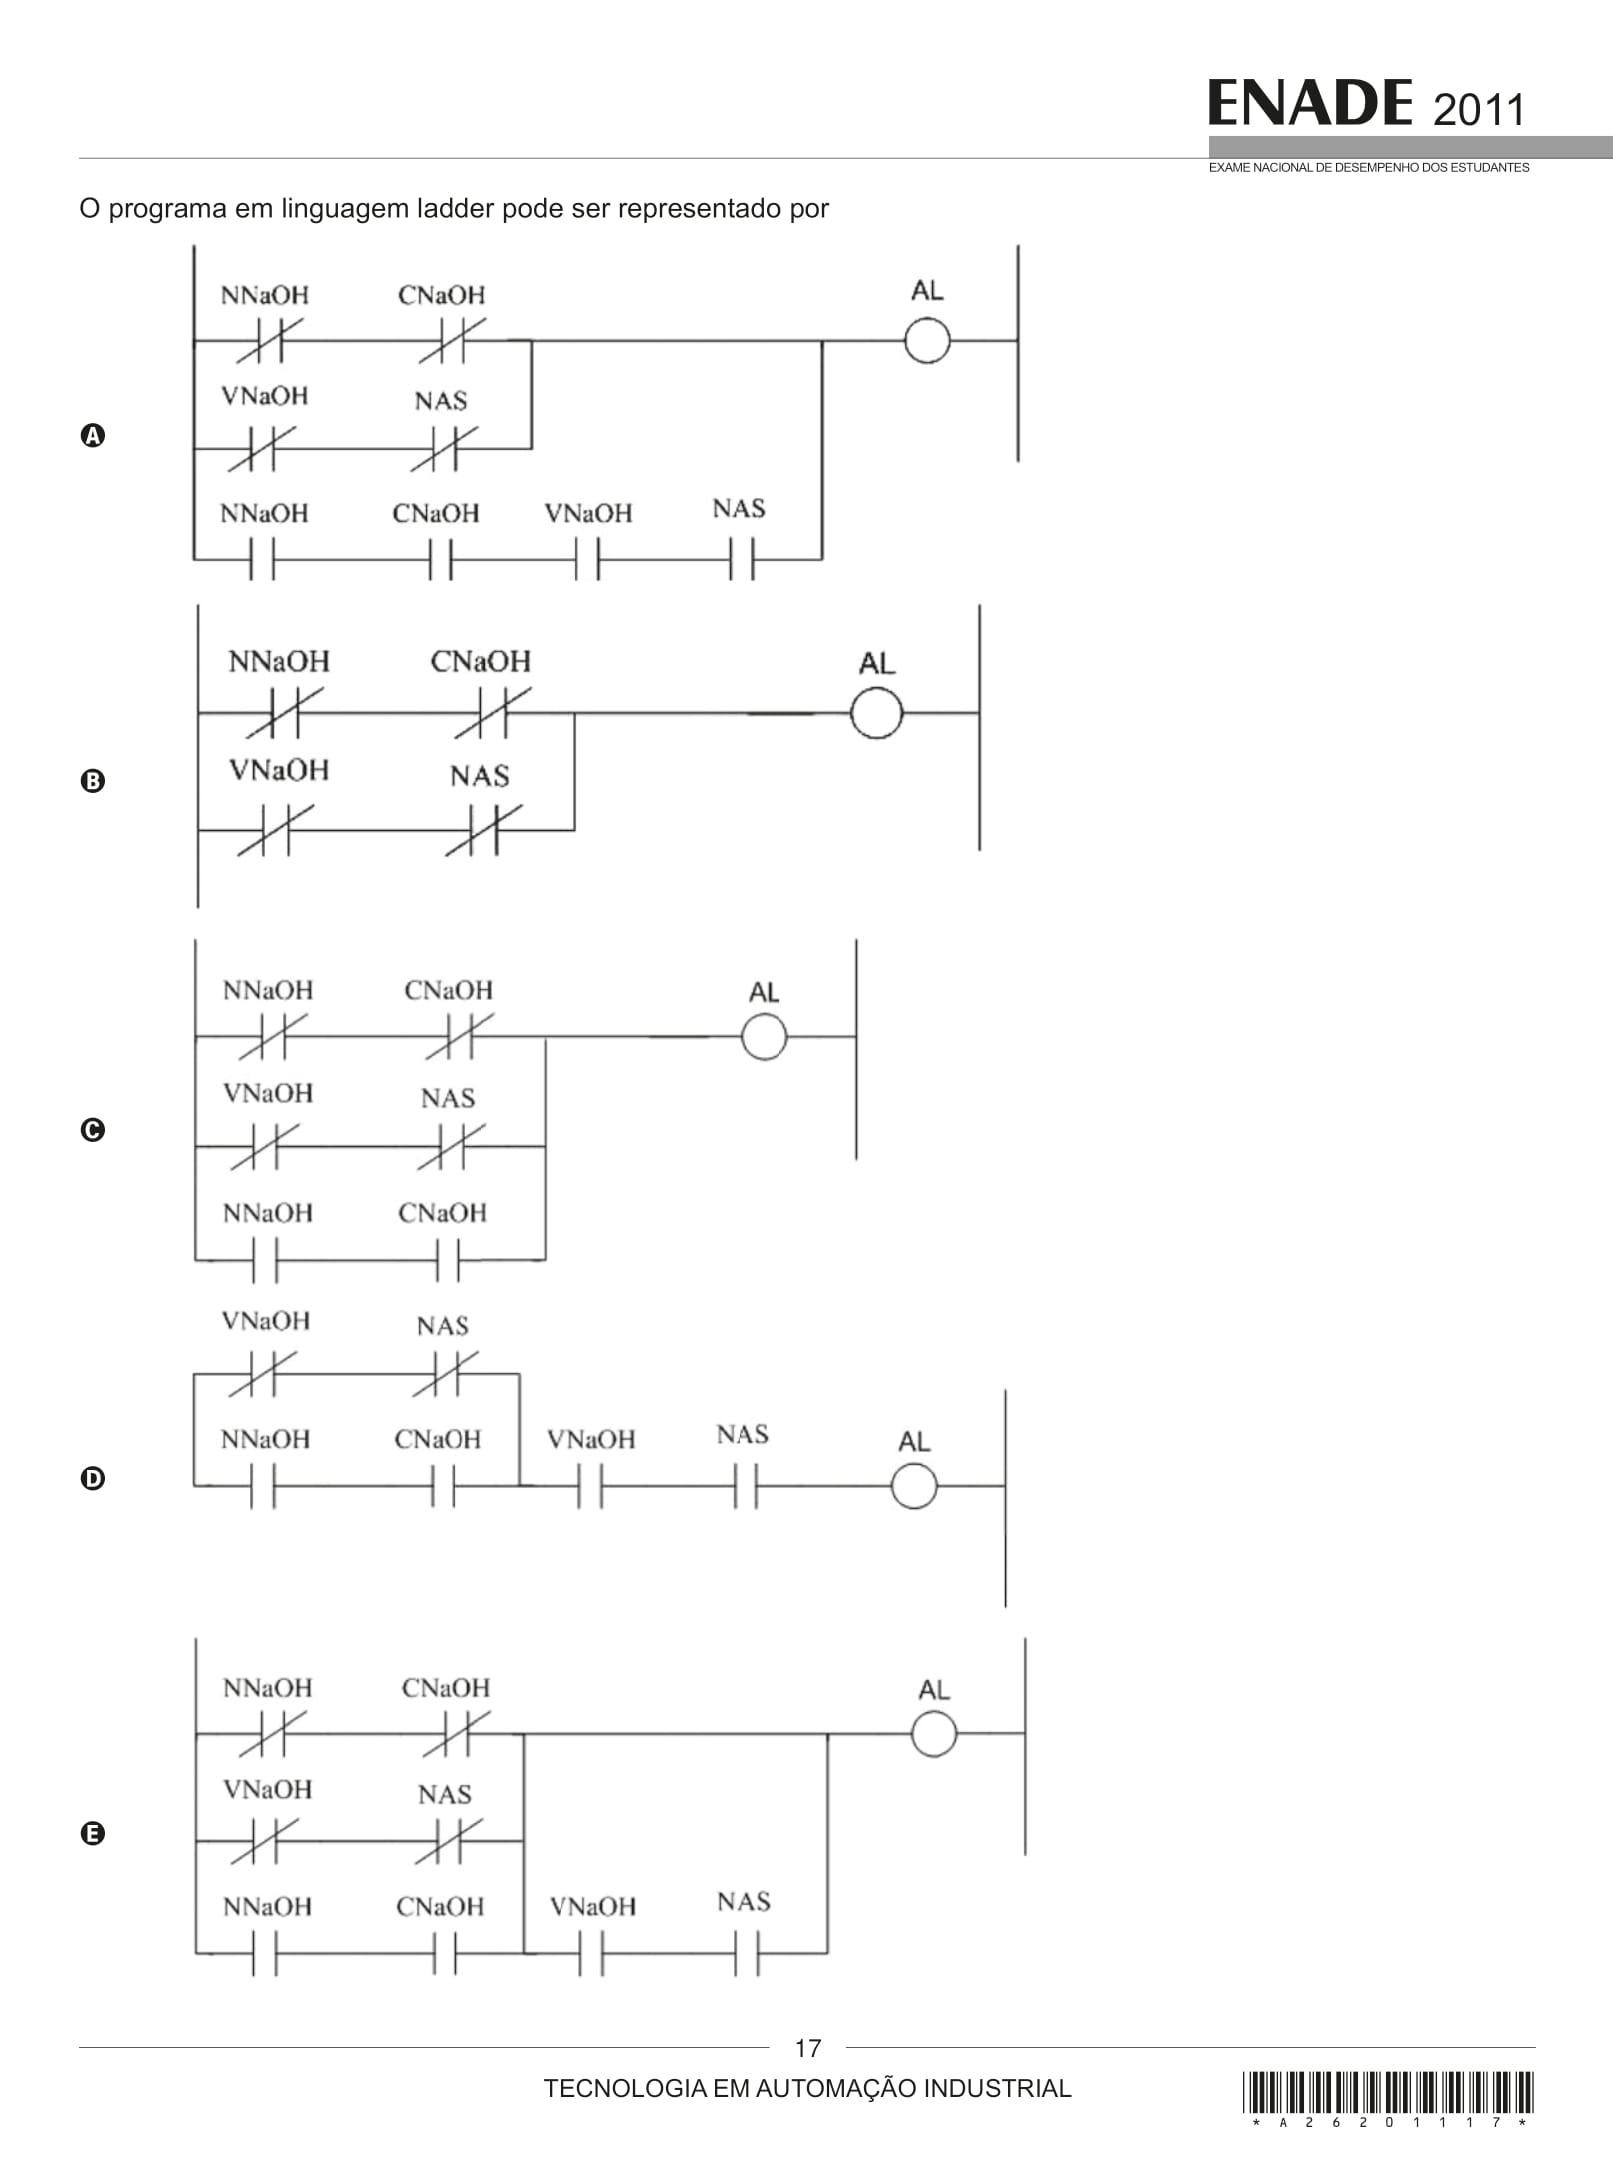 ENADE 2011
EXAME NACIONAL DE DESEMPENHO DOS ESTUDANTES
O programa em linguagem ladder pode ser representado por
NNaOH CNaOH AL
VNaOH NAS
A
NNaOH CNaOH VNaOH NAS
NNaOH CNaOH AL
VNaOH NAS
B
NNaOH CNaOH AL
VNaOH NAS
C
NNaOH CNaOH
VNaOH NAS
NNaOH CNaOH VNaOH NAS AL
D
NNaOH CNaOH AL
VNaOH NAS
E
NNaOH CNaOH VNaOH NAS
17
TECNOLOGIA EM AUTOMAÇÃO INDUSTRIAL
* A 2 6 2 0 1 1 1 7 *